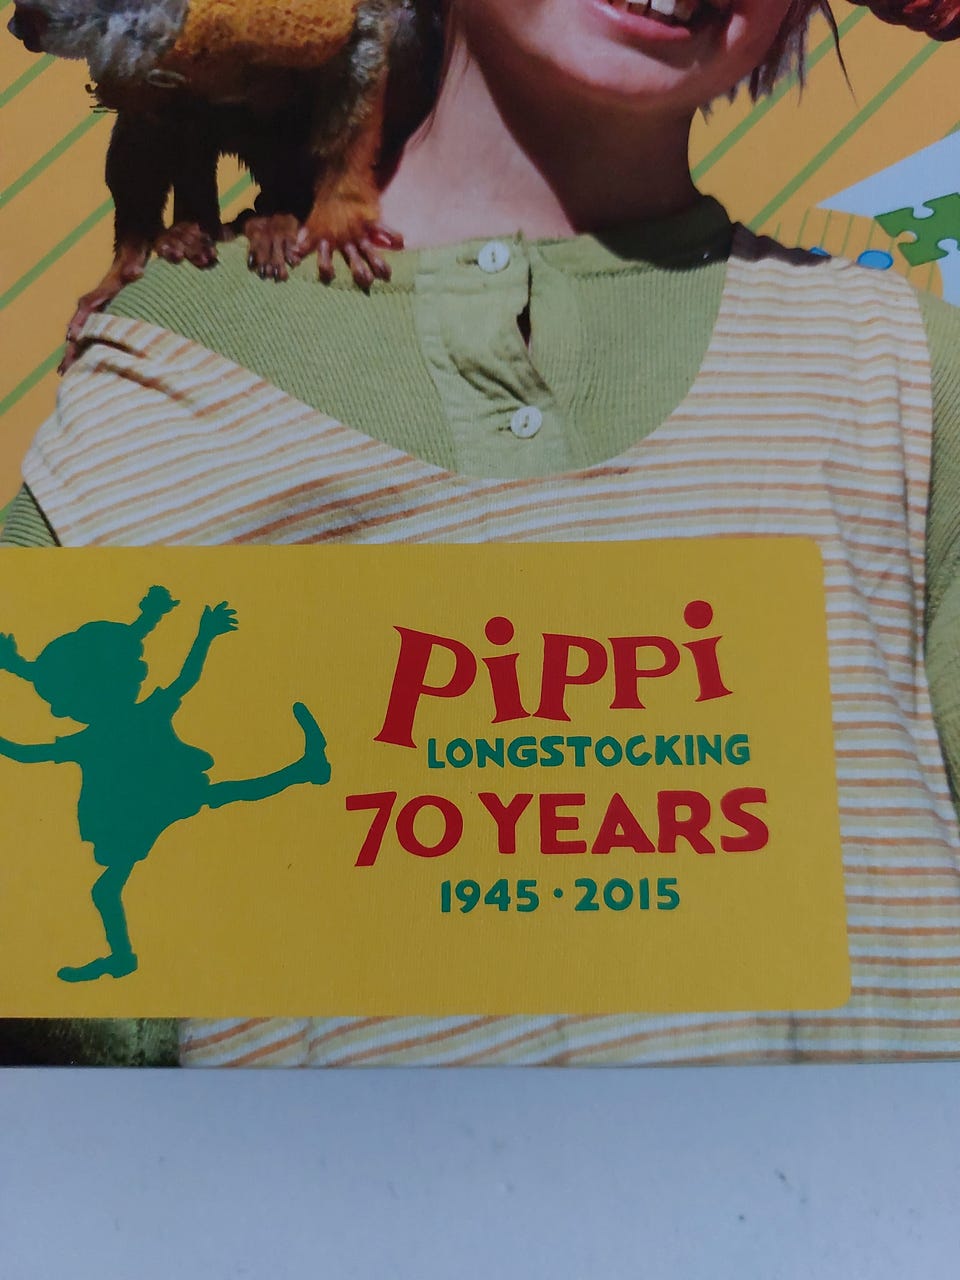 Pippi
LONGSTOCKING
70 YEARS
1945 • 2015